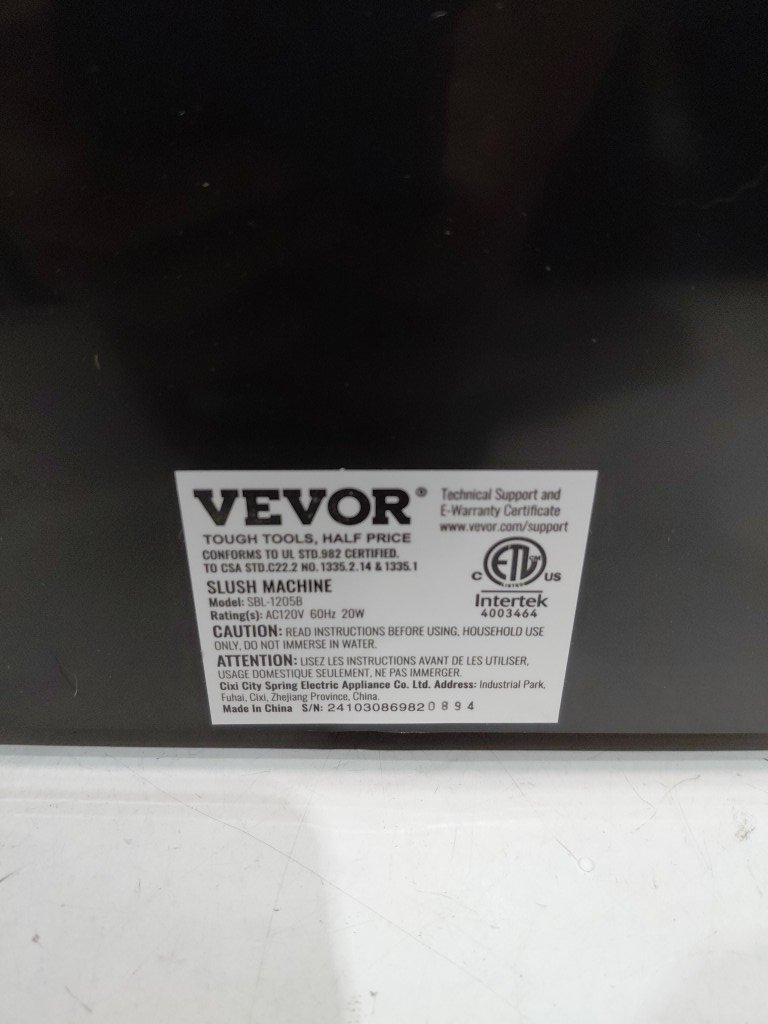 VEVOR®
TOUGH TOOLS, HALF PRICE
CONFORMS TO UL STD.982 CERTIFIED.
TO CSA STD.C22.2 NO.1335.2.14 & 1335.1
Technical Support and
E-Warranty Certificate
www.vevor.com/support
SLUSH MACHINE
Model: SBL-1205B
Rating(s): AC120V 60Hz 20W
ETL CM
LISTED
C US
Intertek
4003464
CAUTION: READ INSTRUCTIONS BEFORE USING, HOUSEHOLD USE
ONLY, DO NOT IMMERSE IN WATER.
ATTENTION: LISEZ LES INSTRUCTIONS AVANT DE LES UTILISER,
USAGE DOMESTIQUE SEULEMENT, NE PAS IMMERGER.
Cixi City Spring Electric Appliance Co. Ltd. Address: Industrial Park,
Fuhai, Cixi, Zhejiang Province, China.
Made In China S/N: 24103086982 0 8 9 4